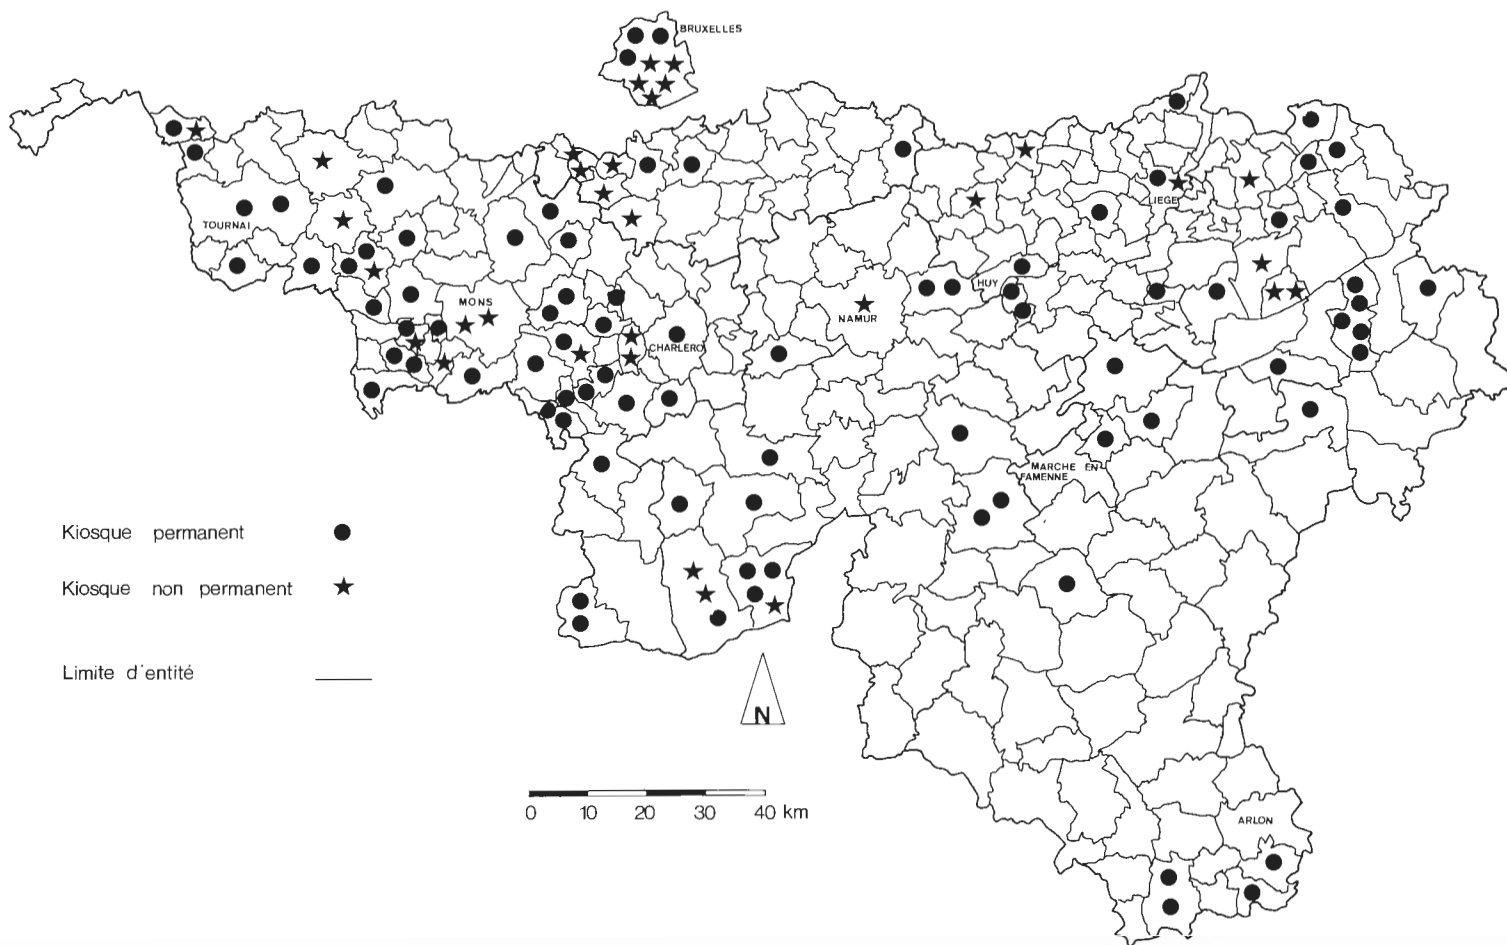 BRUXELLES
TOURNAI
LIEGE
MONS
HUY
NAMUR
CHARLERO
MARCHE EN
FAMENNE
Kiosque permanent
Kiosque non permanent
Limite d'entité
N
0 10 20 30 40 km
ARLON